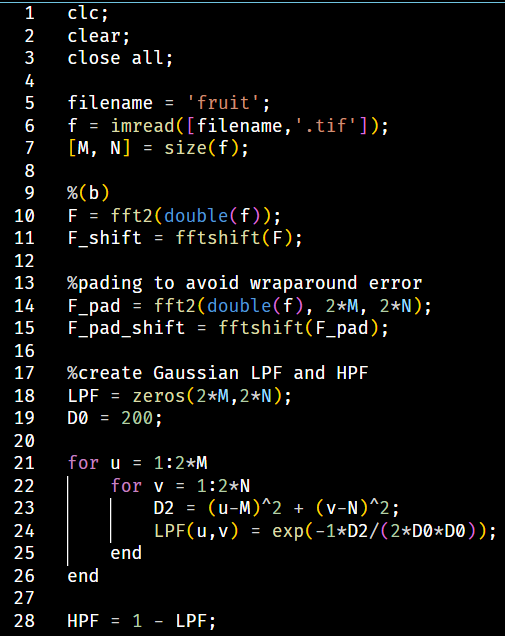 1 clc;
2 clear;
3 close all;
4
5 filename = 'fruit';
6 f = imread([filename,'.tif']);
7 [M, N] = size(f);
8
9 %(b)
10 F = fft2(double(f));
11 F_shift = fftshift(F);
12
13 %pading to avoid wraparound error
14 F_pad = fft2(double(f), 2*M, 2*N);
15 F_pad_shift = fftshift(F_pad);
16
17 %create Gaussian LPF and HPF
18 LPF = zeros(2*M,2*N);
19 D0 = 200;
20
21 for u = 1:2*M
22     for v = 1:2*N
23         D2 = (u-M)^2 + (v-N)^2;
24         LPF(u,v) = exp(-1*D2/(2*D0*D0));
25     end
26 end
27
28 HPF = 1 - LPF;